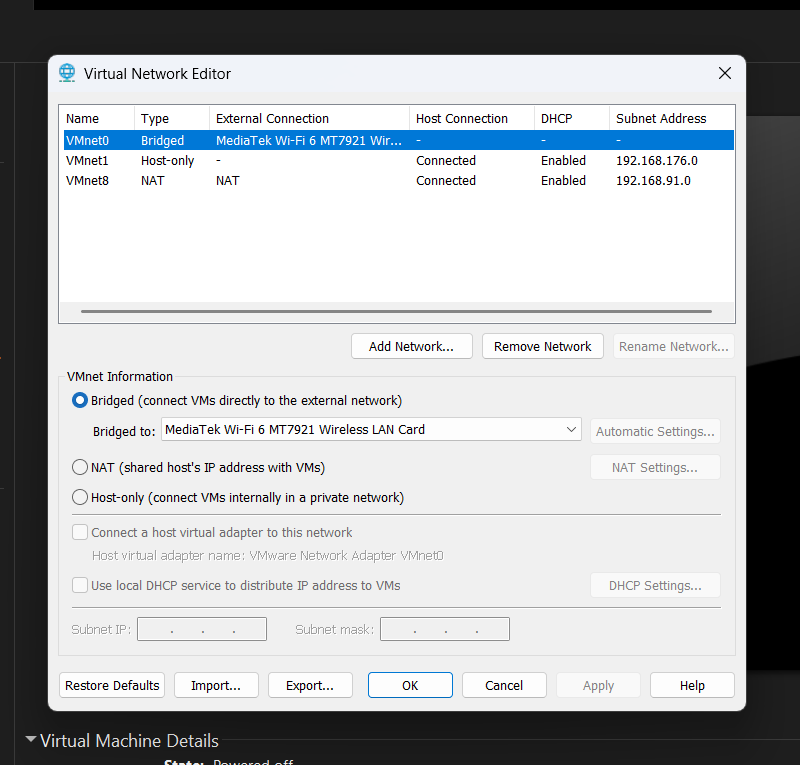 Virtual Network Editor
Name Type External Connection Host Connection DHCP Subnet Address
VMnet0 Bridged MediaTek Wi-Fi 6 MT7921 Wir... - - -
VMnet1 Host-only - Connected Enabled 192.168.176.0
VMnet8 NAT NAT Connected Enabled 192.168.91.0
Add Network... Remove Network Rename Network...
VMnet Information
Bridged (connect VMs directly to the external network)
Bridged to: MediaTek Wi-Fi 6 MT7921 Wireless LAN Card Automatic Settings...
NAT (shared host's IP address with VMs) NAT Settings...
Host-only (connect VMs internally in a private network)
Connect a host virtual adapter to this network
Host virtual adapter name: VMware Network Adapter VMnet0
Use local DHCP service to distribute IP address to VMs DHCP Settings...
Subnet IP: . . . Subnet mask: . . .
Restore Defaults Import... Export... OK Cancel Apply Help
Virtual Machine Details
State: Powered off